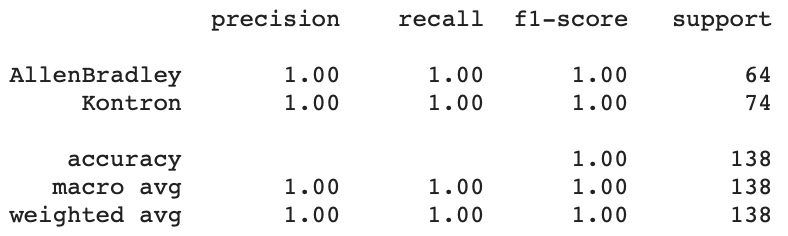 precision recall f1-score support
AllenBradley 1.00 1.00 1.00 64
Kontron 1.00 1.00 1.00 74
accuracy 1.00 138
macro avg 1.00 1.00 1.00 138
weighted avg 1.00 1.00 1.00 138